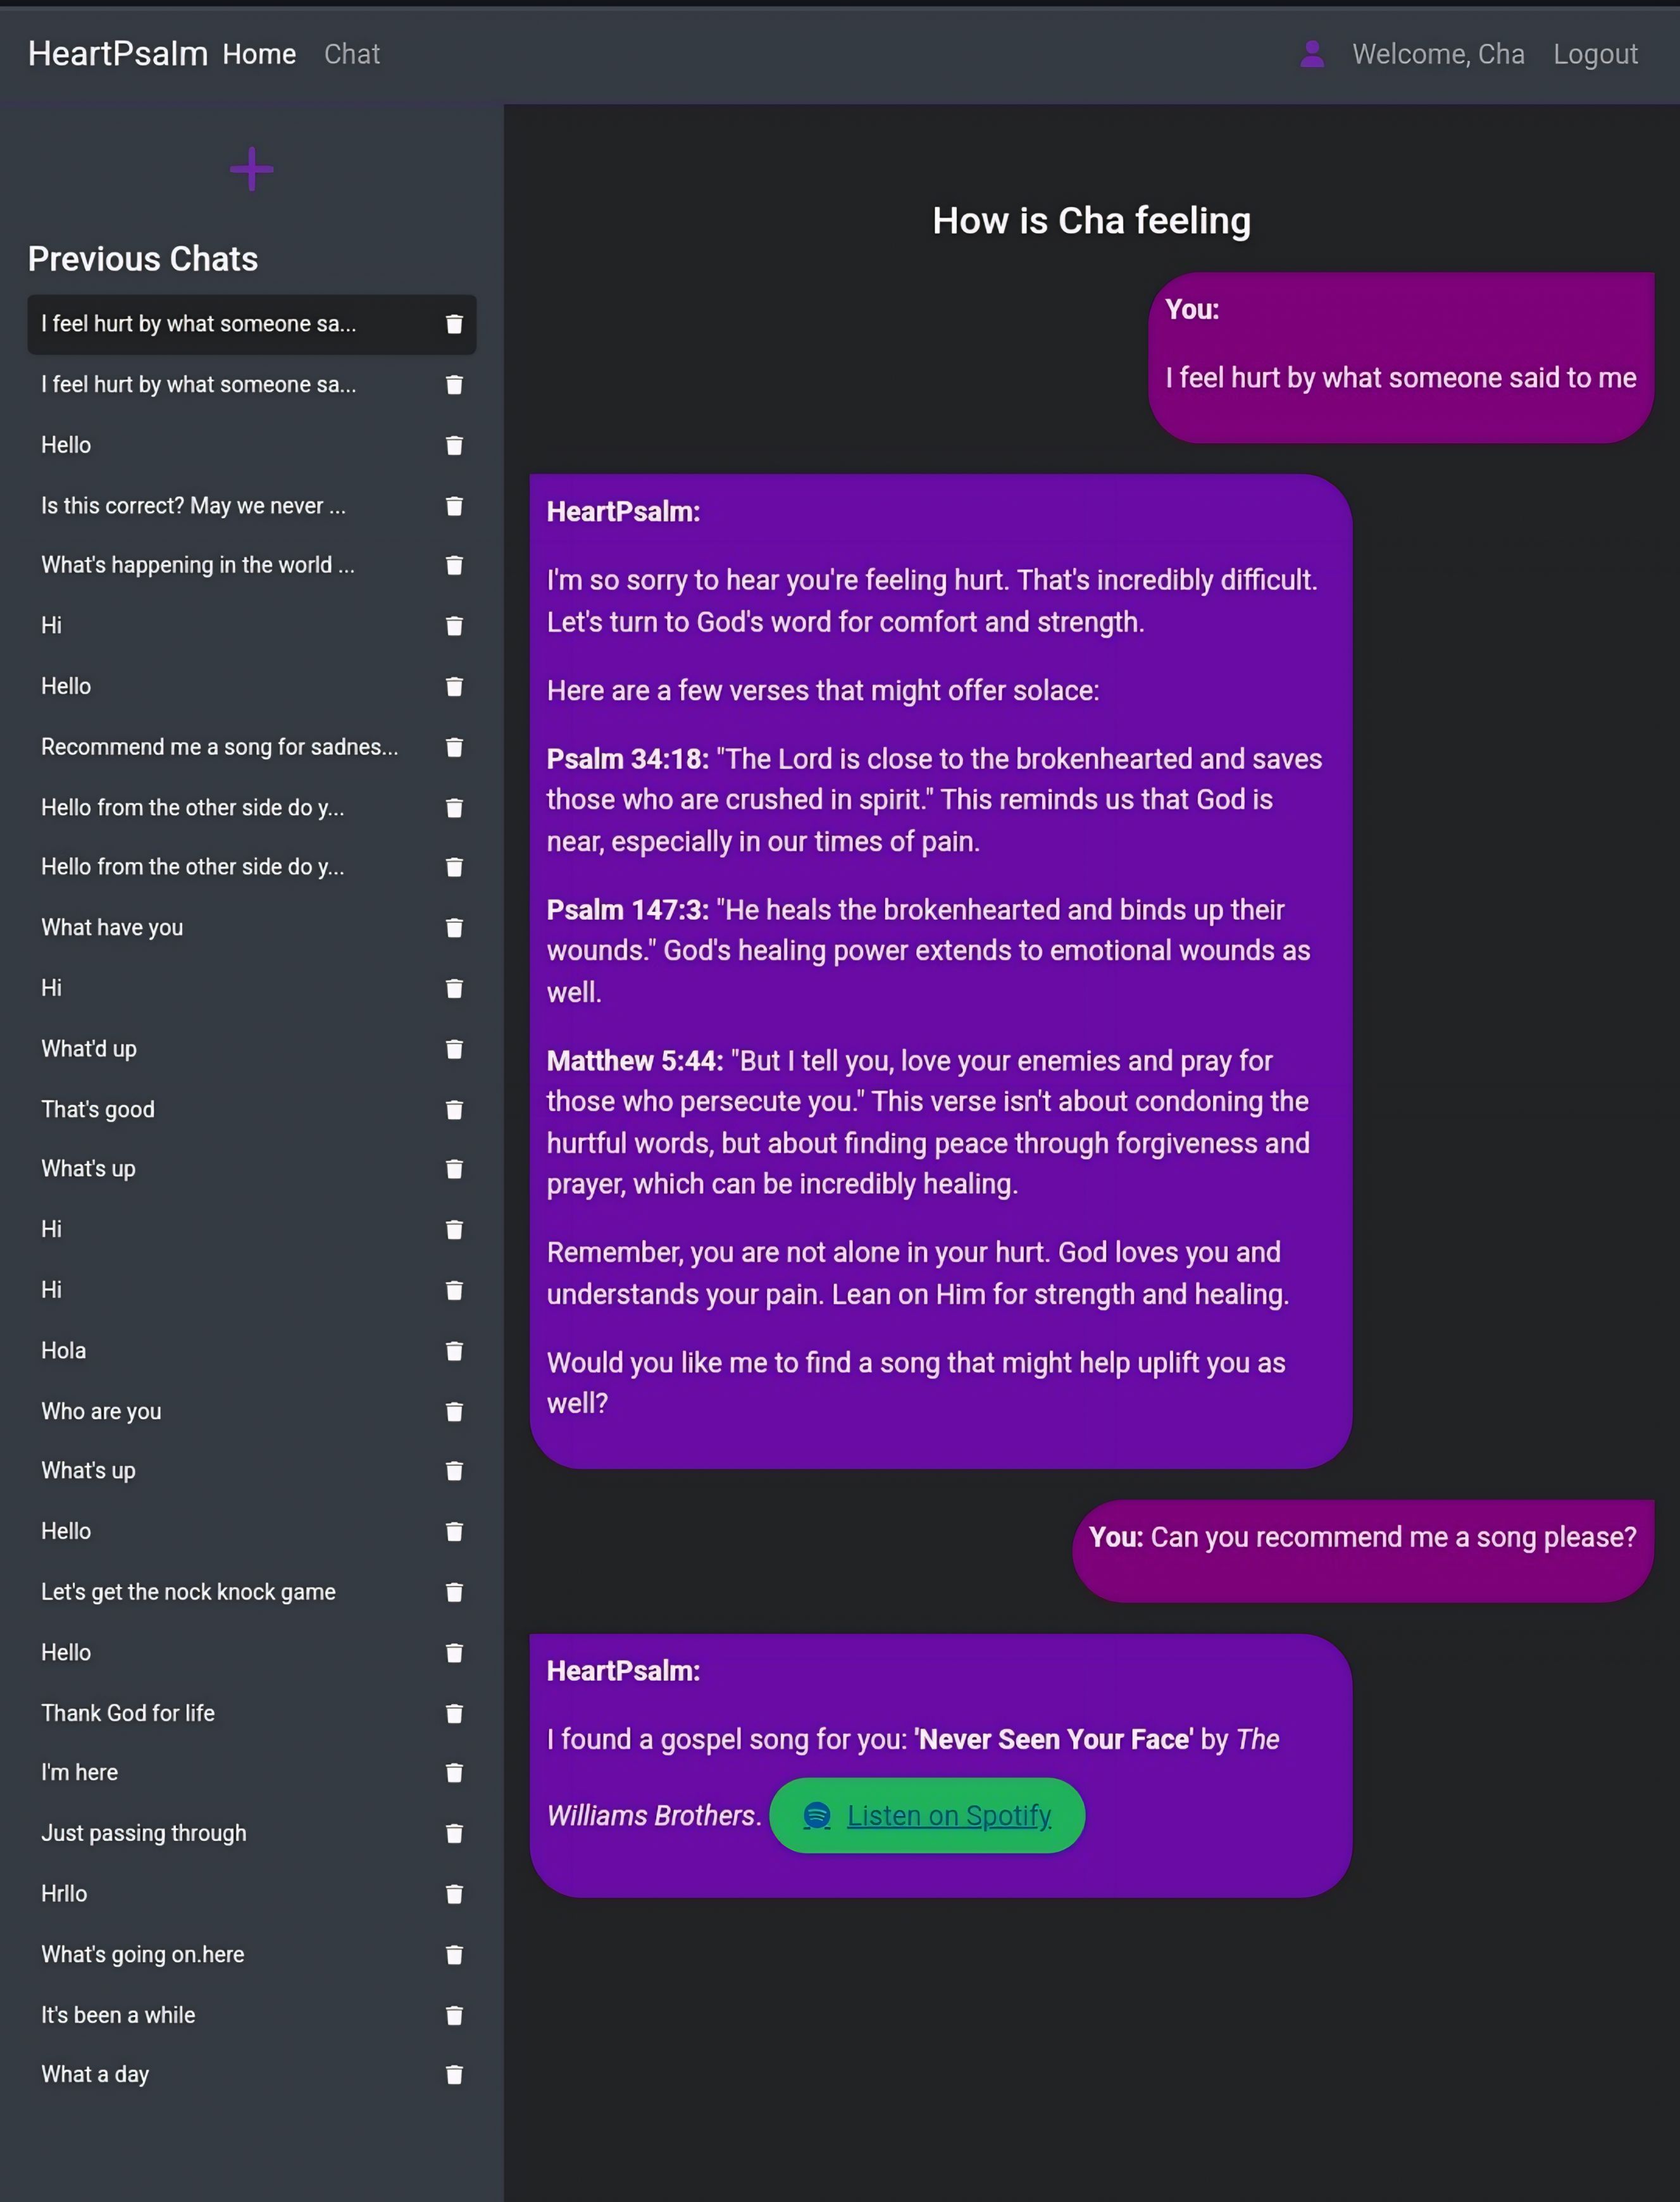 HeartPsalm Home Chat Welcome, Cha Logout
Previous Chats
I feel hurt by what someone sa...
I feel hurt by what someone sa...
Hello
Is this correct? May we never ...
What's happening in the world ...
Hi
Hello
Recommend me a song for sadnes...
Hello from the other side do y...
Hello from the other side do y...
What have you
Hi
What'd up
That's good
What's up
Hi
Hi
Hola
Who are you
What's up
Hello
Let's get the nock knock game
Hello
Thank God for life
I'm here
Just passing through
Hrllo
What's going on.here
It's been a while
What a day
How is Cha feeling
You:
I feel hurt by what someone said to me
HeartPsalm:
I'm so sorry to hear you're feeling hurt. That's incredibly difficult.
Let's turn to God's word for comfort and strength.
Here are a few verses that might offer solace:
Psalm 34:18: "The Lord is close to the brokenhearted and saves
those who are crushed in spirit." This reminds us that God is
near, especially in our times of pain.
Psalm 147:3: "He heals the brokenhearted and binds up their
wounds." God's healing power extends to emotional wounds as
well.
Matthew 5:44: "But I tell you, love your enemies and pray for
those who persecute you." This verse isn't about condoning the
hurtful words, but about finding peace through forgiveness and
prayer, which can be incredibly healing.
Remember, you are not alone in your hurt. God loves you and
understands your pain. Lean on Him for strength and healing.
Would you like me to find a song that might help uplift you as
well?
You: Can you recommend me a song please?
HeartPsalm:
I found a gospel song for you: 'Never Seen Your Face' by The
Williams Brothers. Listen on Spotify